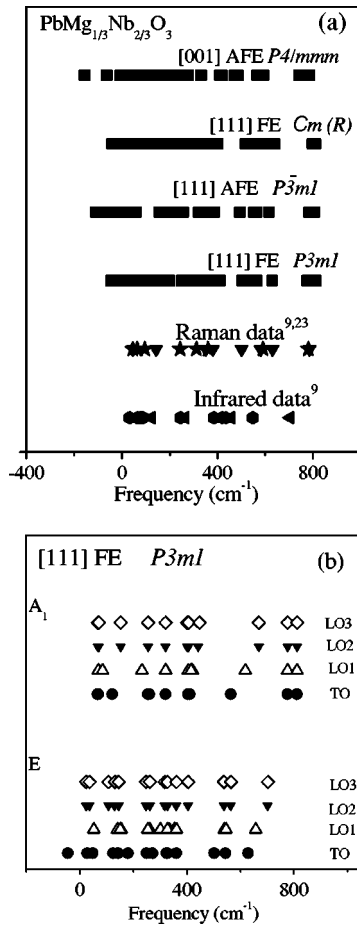 PbMg1/3Nb2/3O3 (a)
[001] AFE P4/mmm
[111] FE Cm (R)
[111] AFE P3̄m1
[111] FE P3m1
Raman data9,23
Infrared data9
-400 0 400 800
Frequency (cm-1)
[111] FE P3m1 (b)
A1
LO3
LO2
LO1
TO
E
LO3
LO2
LO1
TO
0 400 800
Frequency (cm-1)